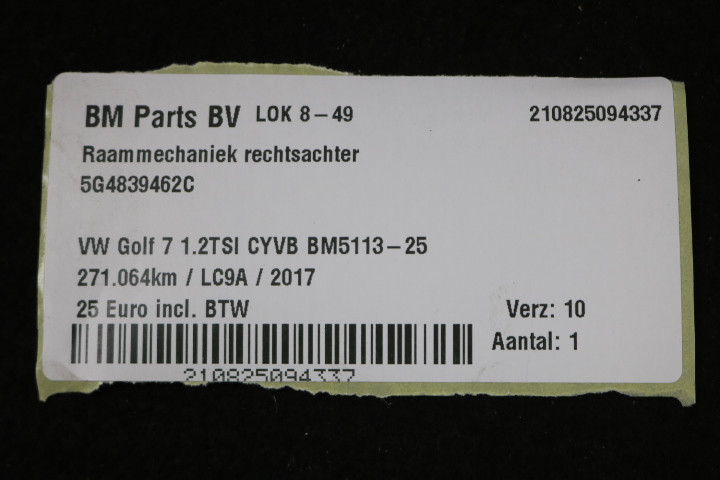 BM Parts BV LOK 8-49 210825094337
Raammechaniek rechtsachter
5G4839462C
VW Golf 7 1.2TSI CYVB BM5113-25
271.064km / LC9A / 2017
25 Euro incl. BTW Verz: 10
Aantal: 1
210825094337